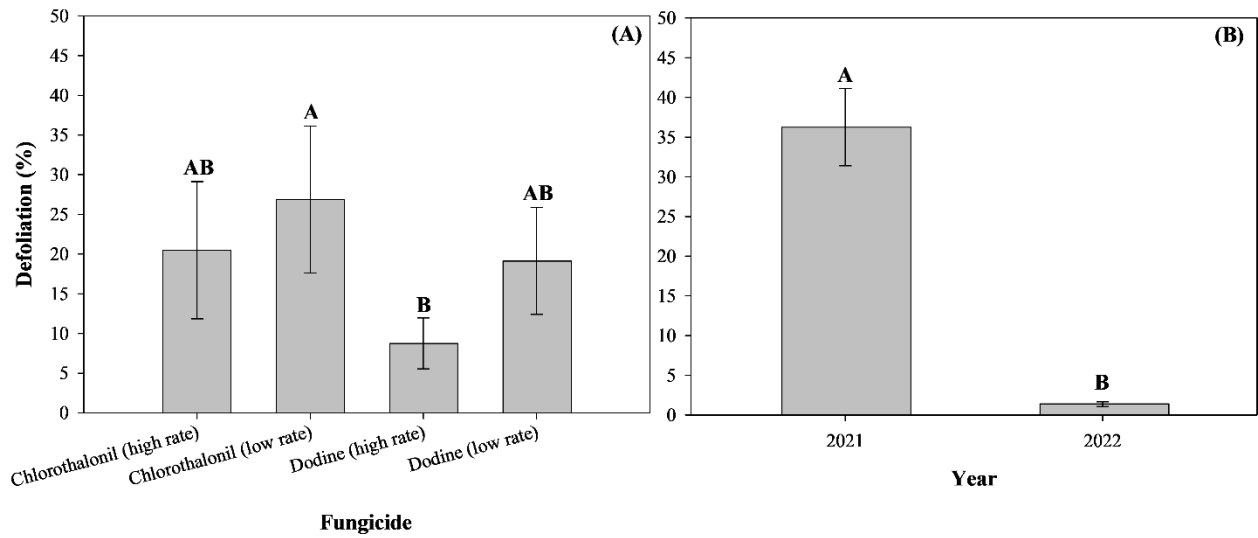 (A)
50
45
40
35
30
25
20
15
10
5
0
Defoliation (%)
AB
A
B
AB
Chlorothalonil (high rate)
Chlorothalonil (low rate)
Dodine (high rate)
Dodine (low rate)
Fungicide
(B)
50
45
40
35
30
25
20
15
10
5
0
A
B
2021
2022
Year